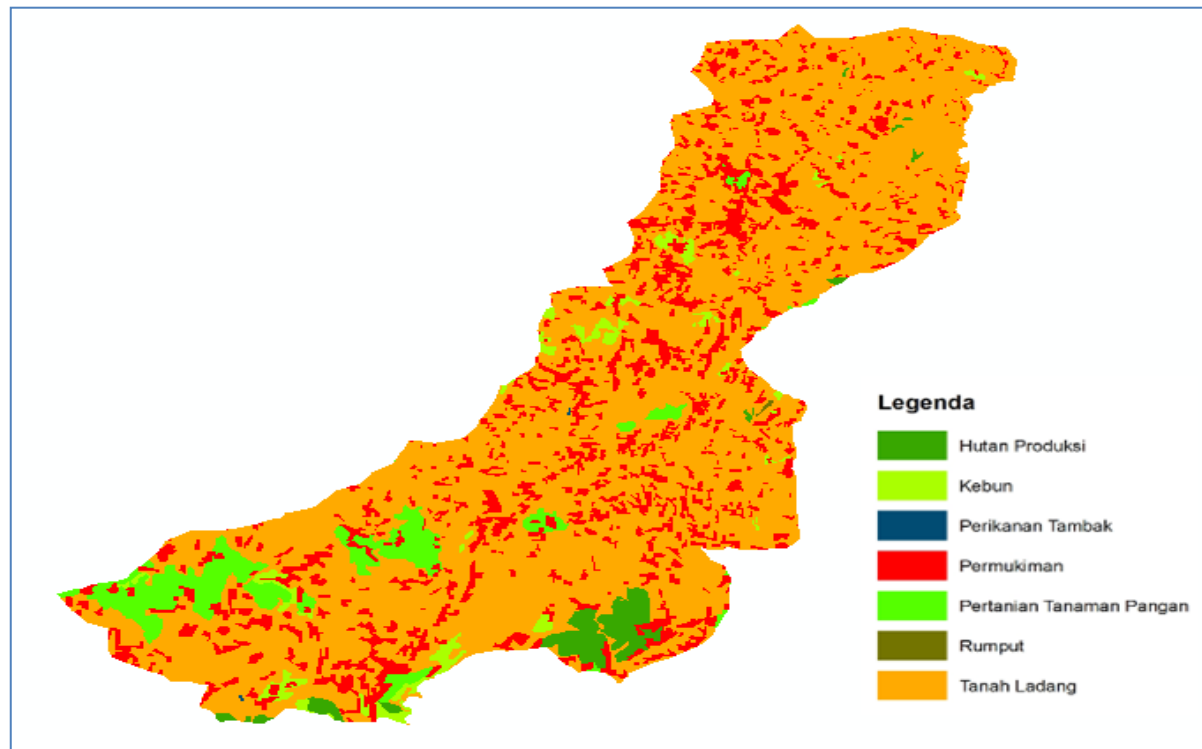 Legenda
Hutan Produksi
Kebun
Perikanan Tambak
Permukiman
Pertanian Tanaman Pangan
Rumput
Tanah Ladang